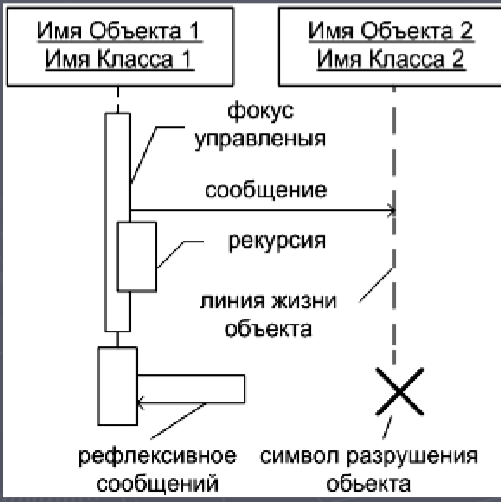 Имя Объекта 1
Имя Класса 1
Имя Объекта 2
Имя Класса 2
фокус
управленыя
сообщение
рекурсия
линия жизни
объекта
рефлексивное
сообщений
символ разрушения
обьекта